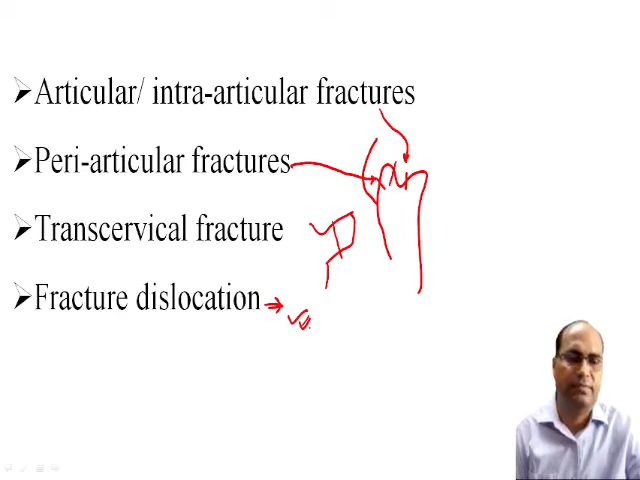 Articular/ intra-articular fractures
Peri-articular fractures
Transcervical fracture
Fracture dislocation